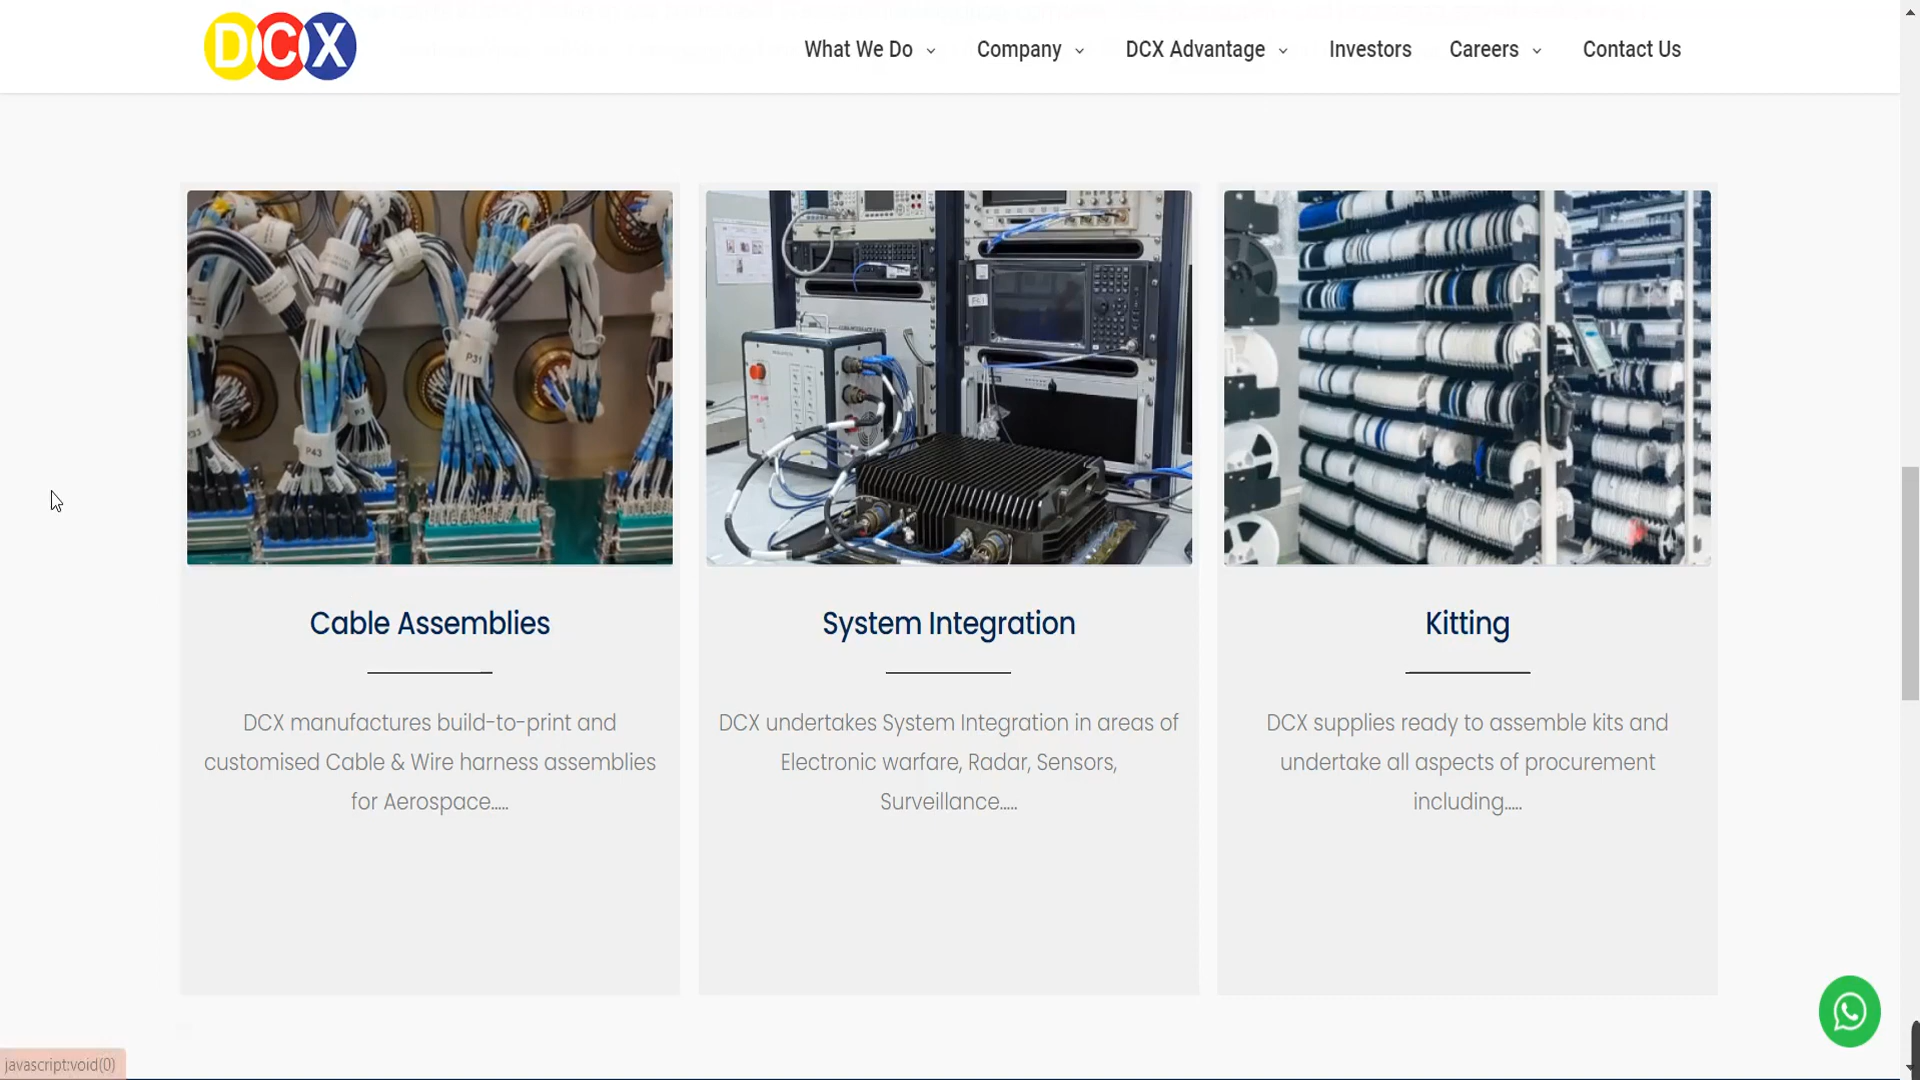 DCX
What We Do
Company
DCX Advantage
Investors
Careers
Contact Us
P31
P43
P3
Cable Assemblies
System Integration
Kitting
DCX manufactures build-to-print and
customised Cable & Wire harness assemblies
for Aerospace.....
DCX undertakes System Integration in areas of
Electronic warfare, Radar, Sensors,
Surveillance.....
DCX supplies ready to assemble kits and
undertake all aspects of procurement
including.....
javascript:void(0)